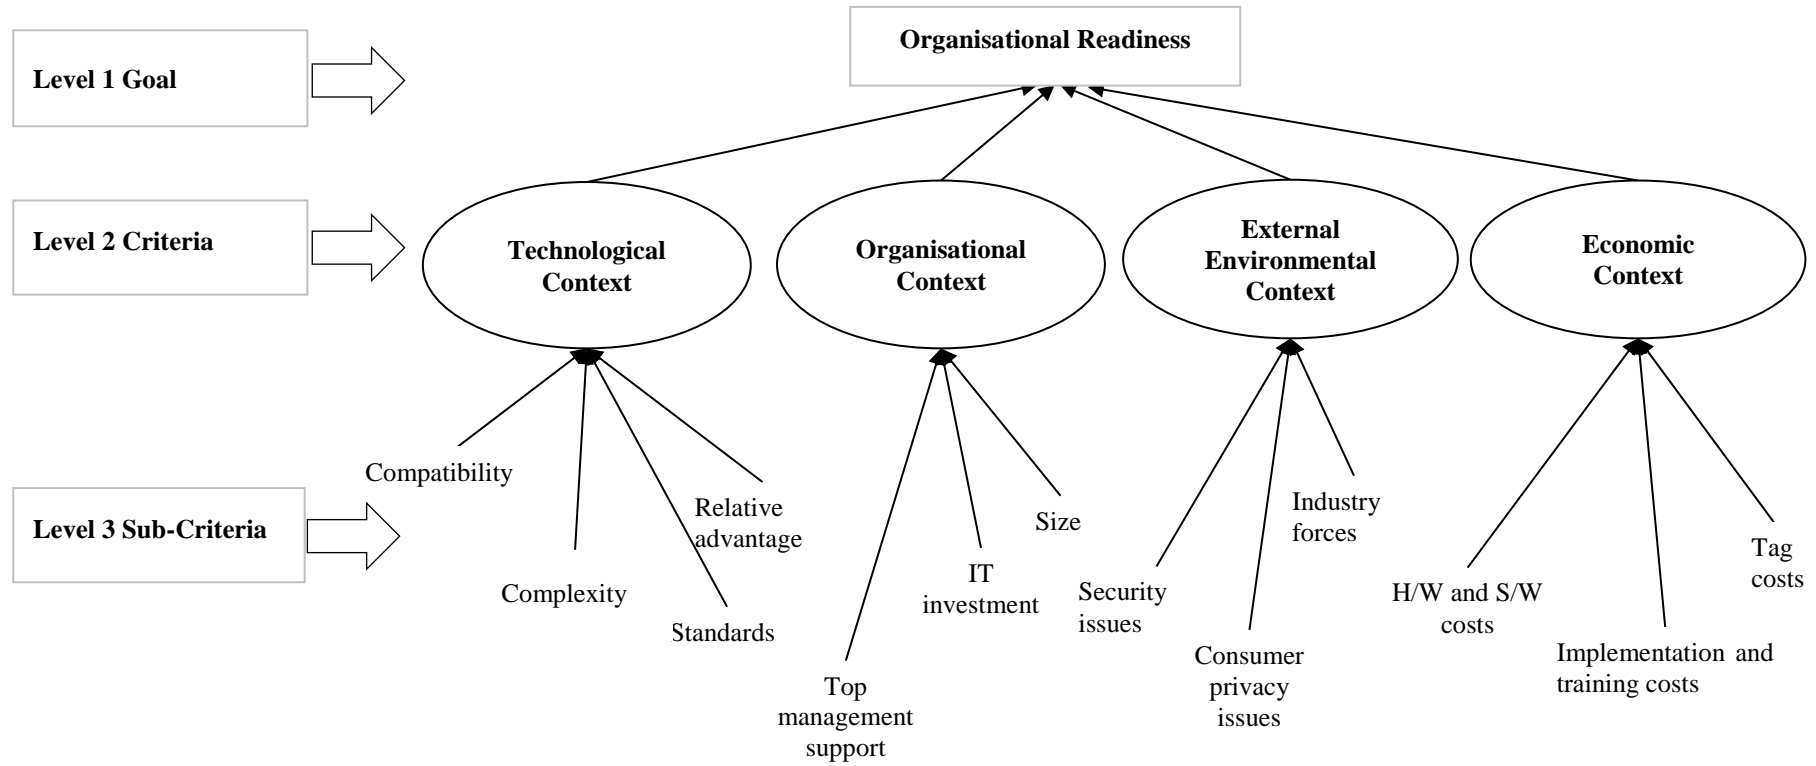 Organisational Readiness
Level 1 Goal
Level 2 Criteria
Technological
Context
Organisational
Context
External
Environmental
Context
Economic
Context
Level 3 Sub-Criteria
Compatibility
Complexity
Standards
Relative
advantage
Top
management
support
IT
investment
Size
Security
issues
Consumer
privacy
issues
Industry
forces
H/W and S/W
costs
Implementation and
training costs
Tag
costs